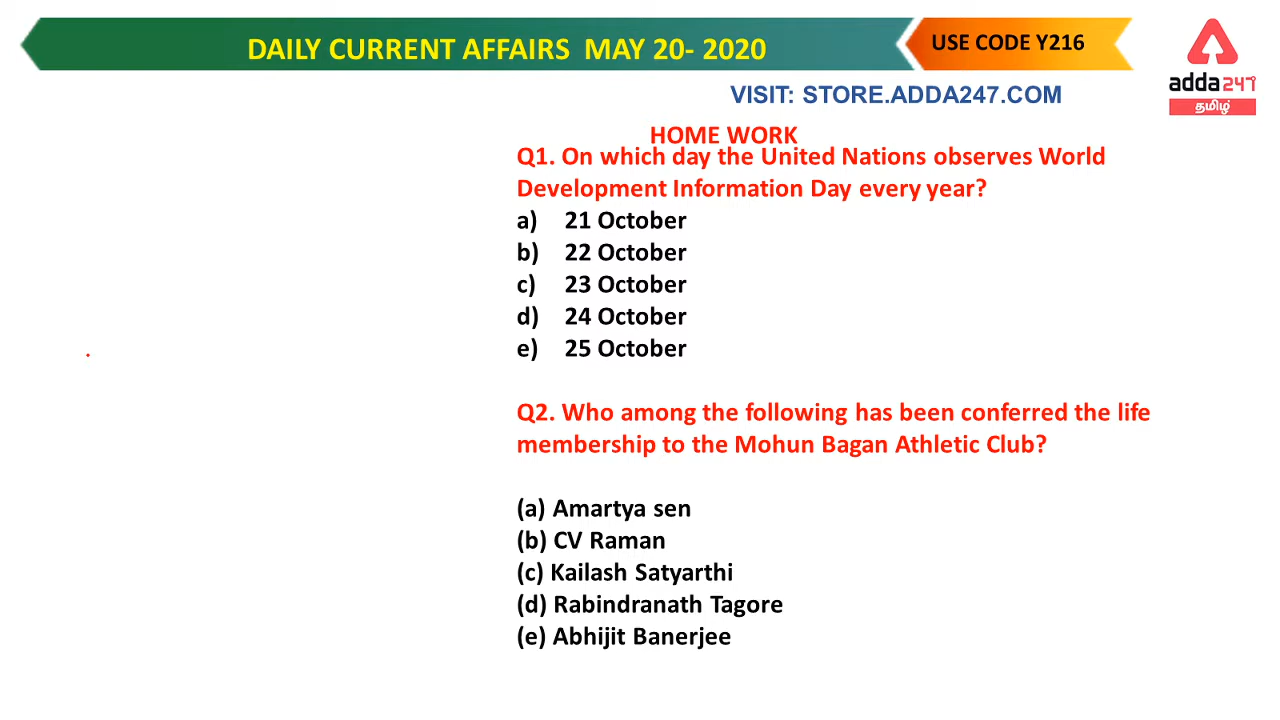 DAILY CURRENT AFFAIRS MAY 20- 2020
USE CODE Y216
adda247
தமிழ்
VISIT: STORE.ADDA247.COM
HOME WORK
Q1. On which day the United Nations observes World
Development Information Day every year?
a) 21 October
b) 22 October
c) 23 October
d) 24 October
e) 25 October
Q2. Who among the following has been conferred the life
membership to the Mohun Bagan Athletic Club?
(a) Amartya sen
(b) CV Raman
(c) Kailash Satyarthi
(d) Rabindranath Tagore
(e) Abhijit Banerjee